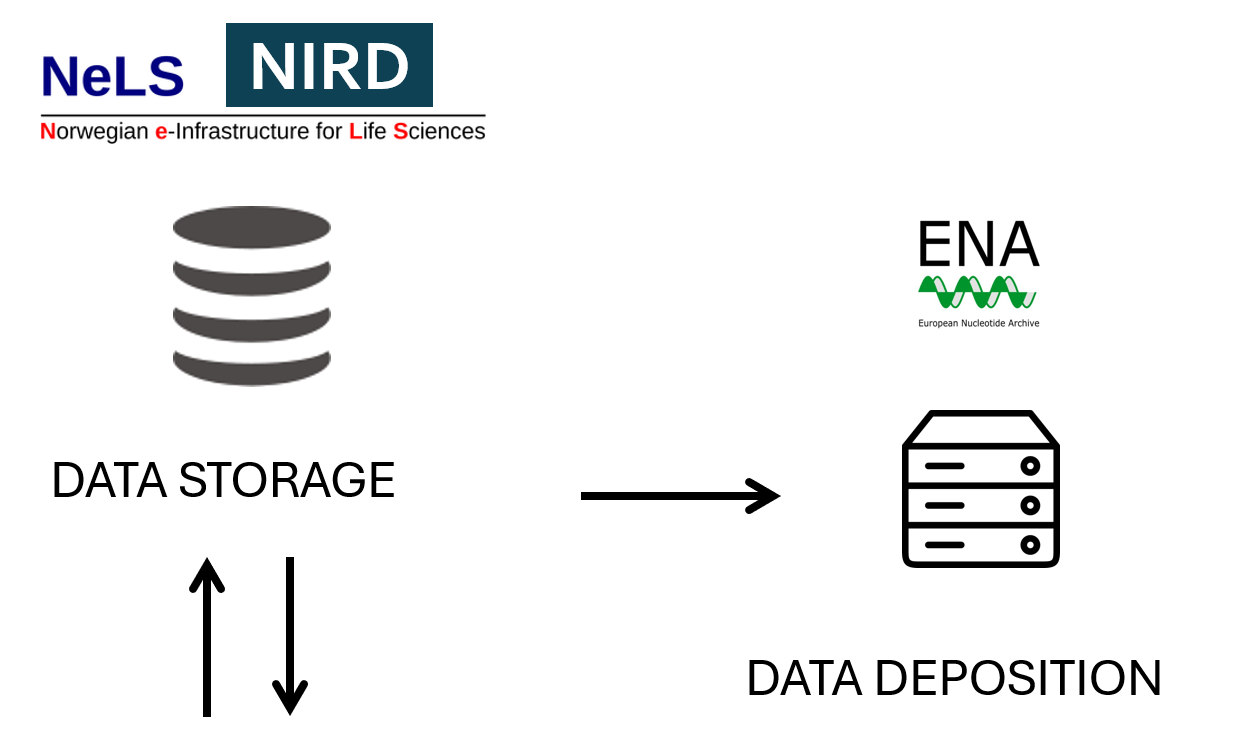 NeLS NIRD
Norwegian e-Infrastructure for Life Sciences
ENA
European Nucleotide Archive
DATA STORAGE
DATA DEPOSITION